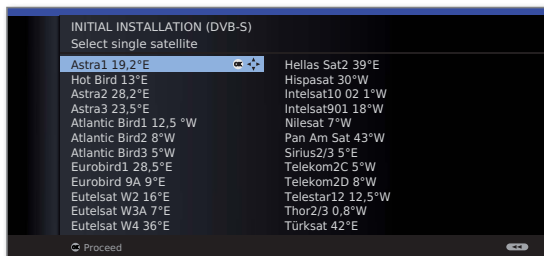 INITIAL INSTALLATION (DVB-S)
Select single satellite
Astra1 19,2°E OK
Hot Bird 13°E
Astra2 28,2°E
Astra3 23,5°E
Atlantic Bird1 12,5 °W
Atlantic Bird2 8°W
Atlantic Bird3 5°W
Eurobird1 28,5°E
Eurobird 9A 9°E
Eutelsat W2 16°E
Eutelsat W3A 7°E
Eutelsat W4 36°E
Hellas Sat2 39°E
Hispasat 30°W
Intelsat10 02 1°W
Intelsat901 18°W
Nilesat 7°W
Pan Am Sat 43°W
Sirius2/3 5°E
Telekom2C 5°W
Telekom2D 8°W
Telestar12 12,5°W
Thor2/3 0,8°W
Türksat 42°E
OK Proceed